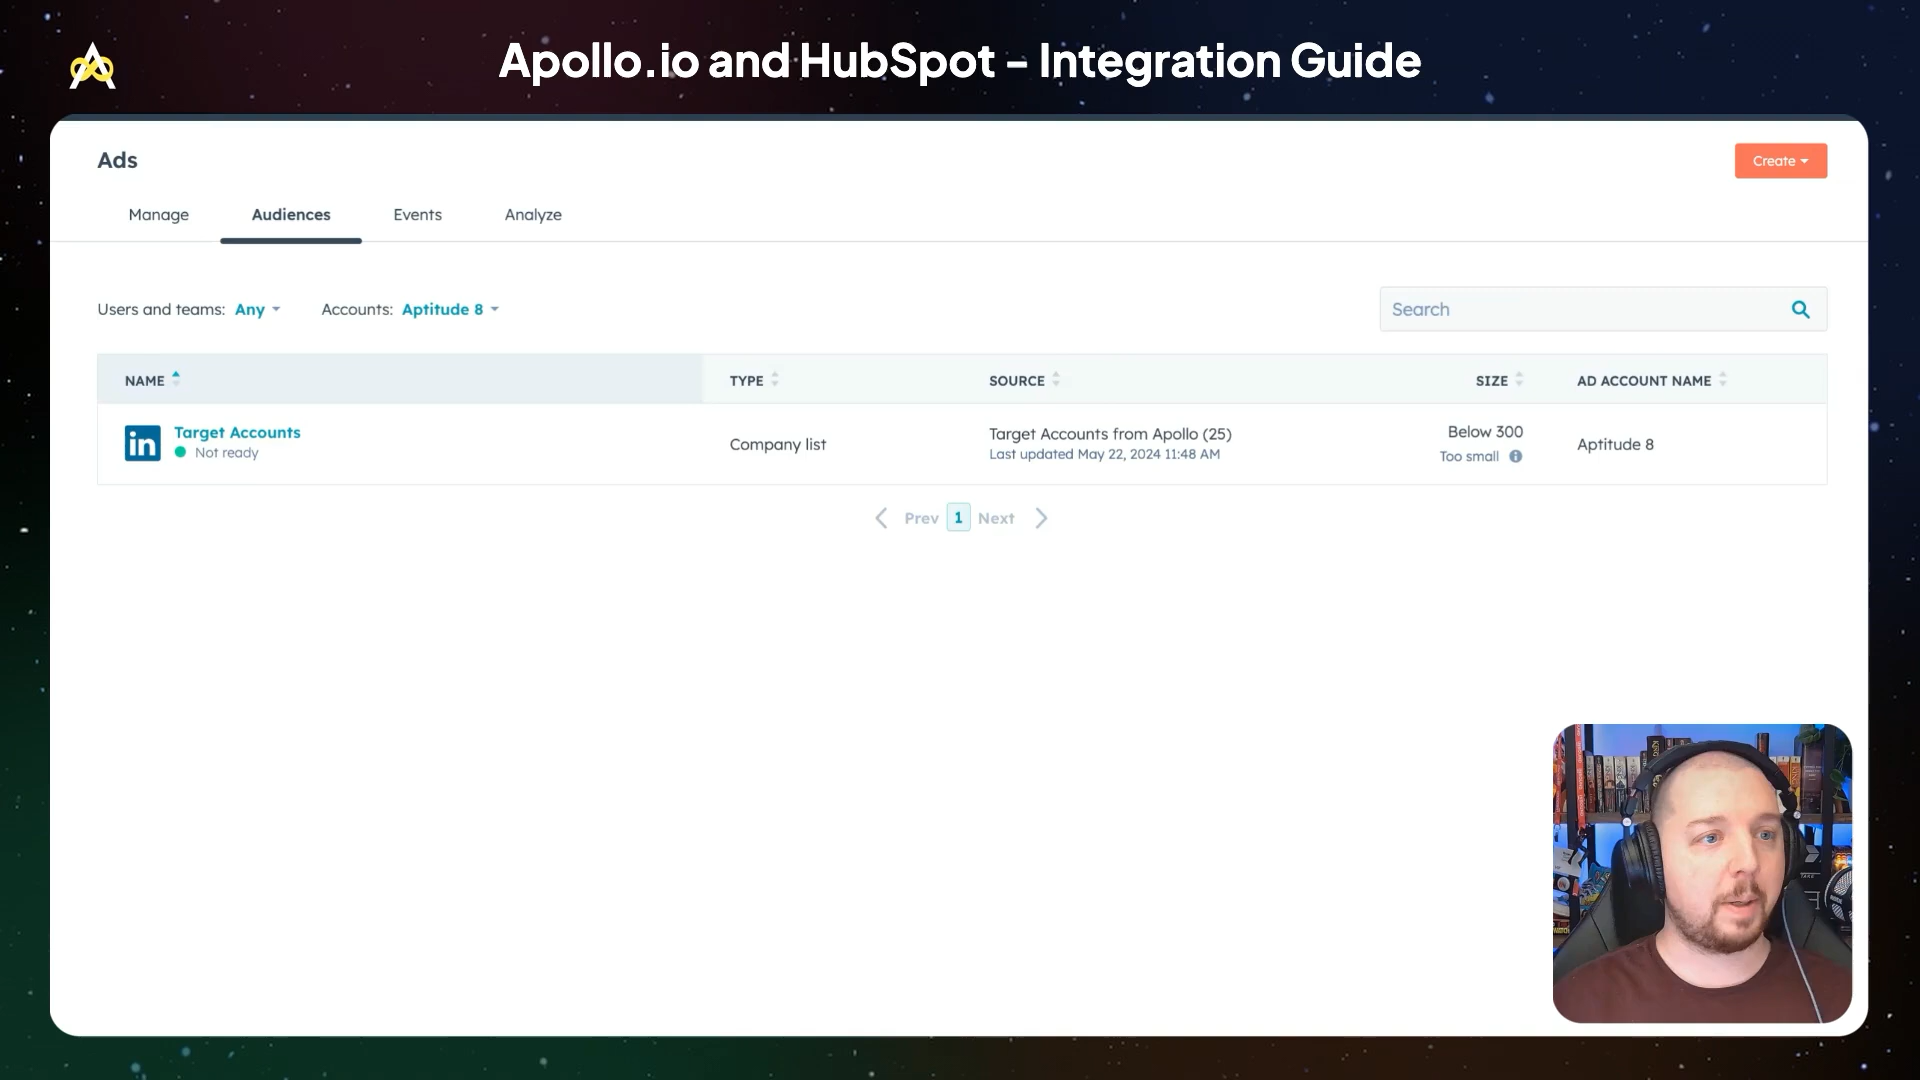 Apollo.io and HubSpot – Integration Guide
Ads
Create
Manage Audiences Events Analyze
Users and teams: Any Accounts: Aptitude 8
Search
NAME TYPE SOURCE SIZE AD ACCOUNT NAME
Target Accounts
Not ready
Company list
Target Accounts from Apollo (25)
Last updated May 22, 2024 11:48 AM
Below 300
Too small
Aptitude 8
Prev 1 Next